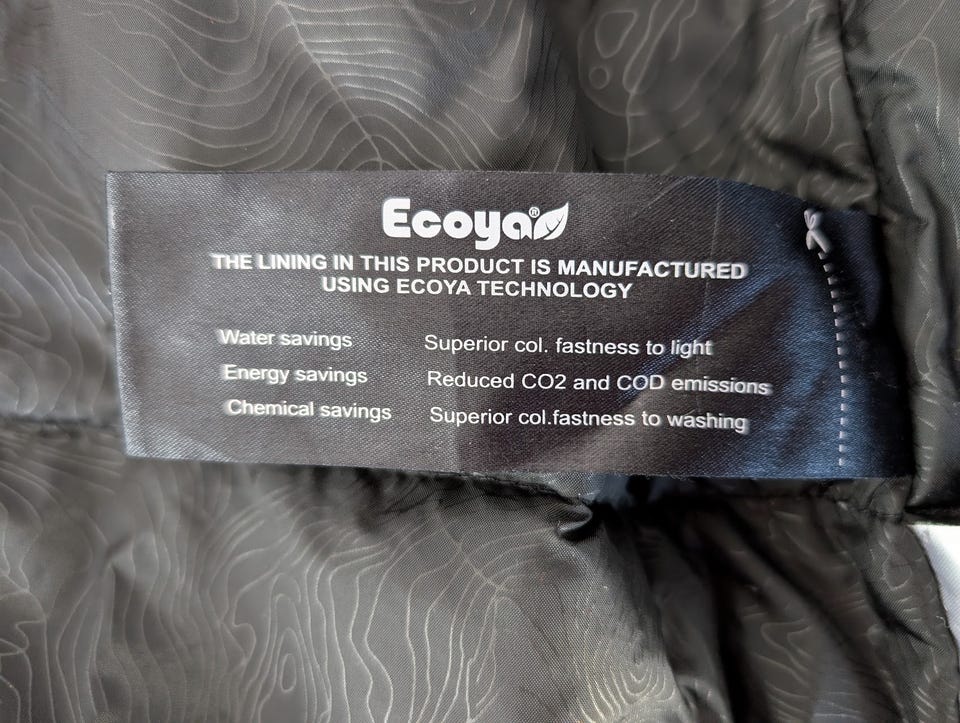 Ecoya®
THE LINING IN THIS PRODUCT IS MANUFACTURED
USING ECOYA TECHNOLOGY
Water savings Superior col. fastness to light
Energy savings Reduced CO2 and COD emissions
Chemical savings Superior col.fastness to washing